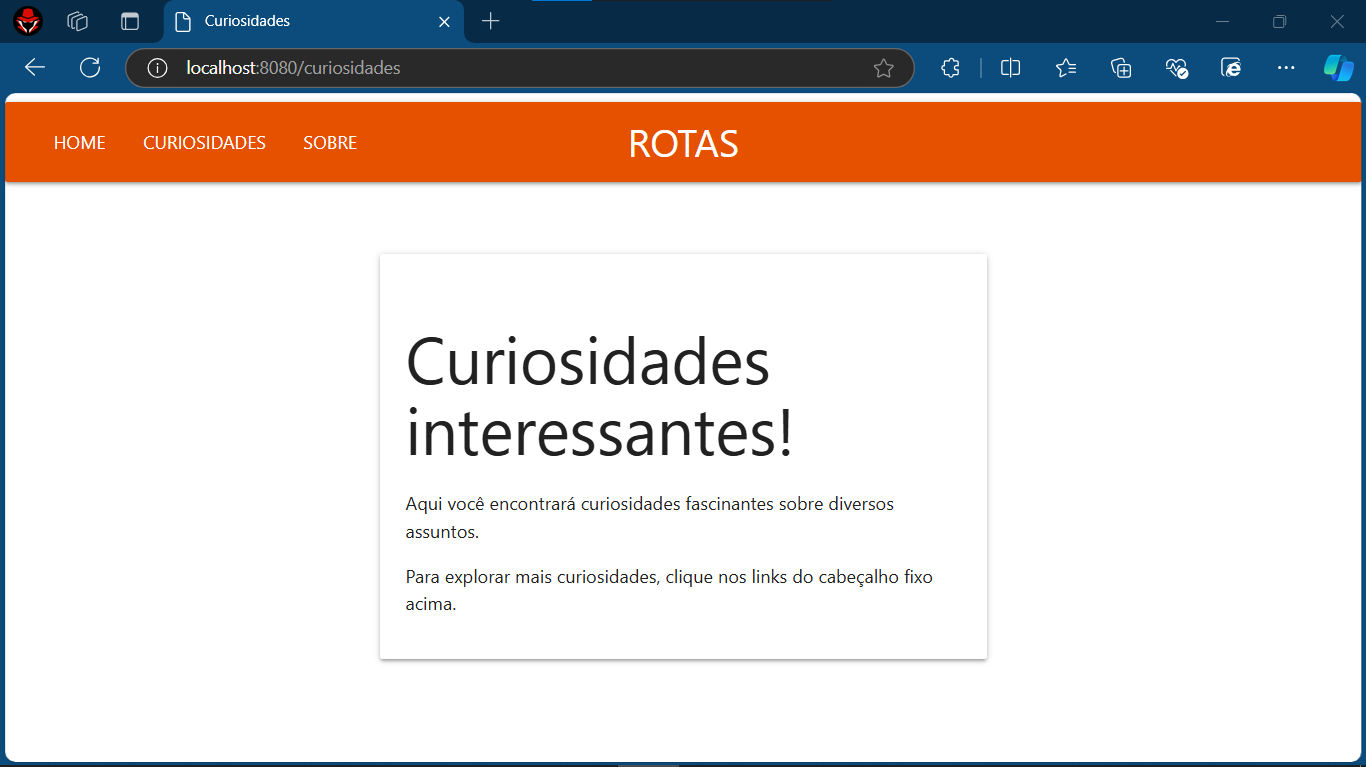 Curiosidades
localhost:8080/curiosidades
HOME CURIOSIDADES SOBRE ROTAS
Curiosidades
interessantes!
Aqui você encontrará curiosidades fascinantes sobre diversos
assuntos.
Para explorar mais curiosidades, clique nos links do cabeçalho fixo
acima.